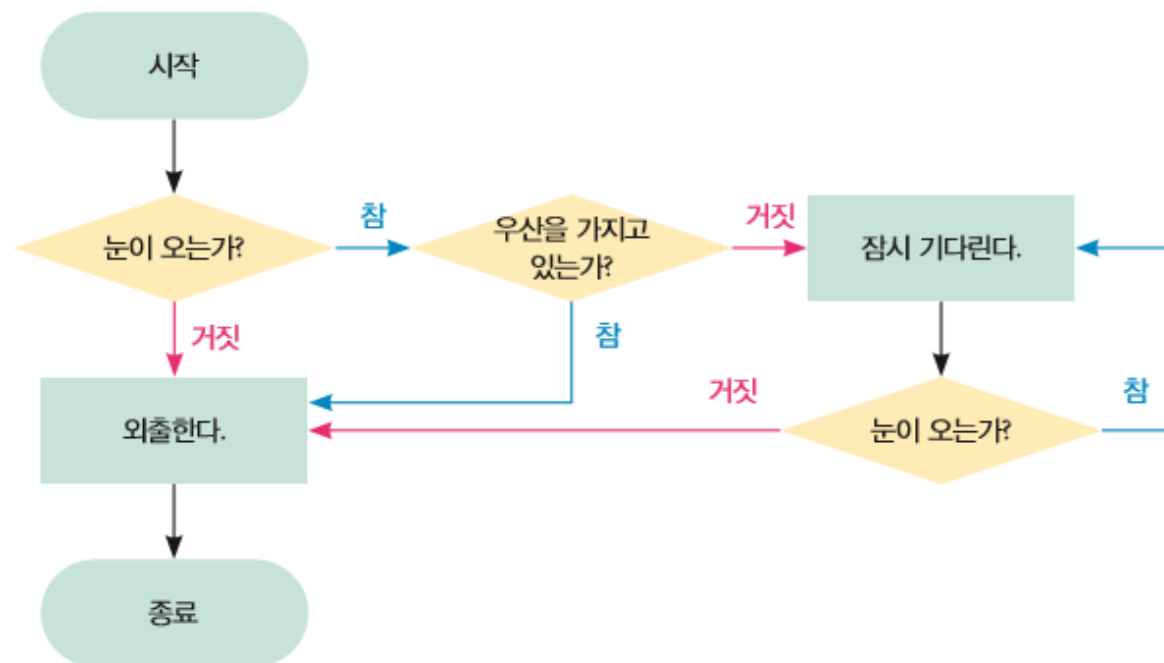 시작
눈이 오는가?
참
우산을 가지고
있는가?
거짓
잠시 기다린다.
거짓
참
외출한다.
거짓
눈이 오는가?
참
종료